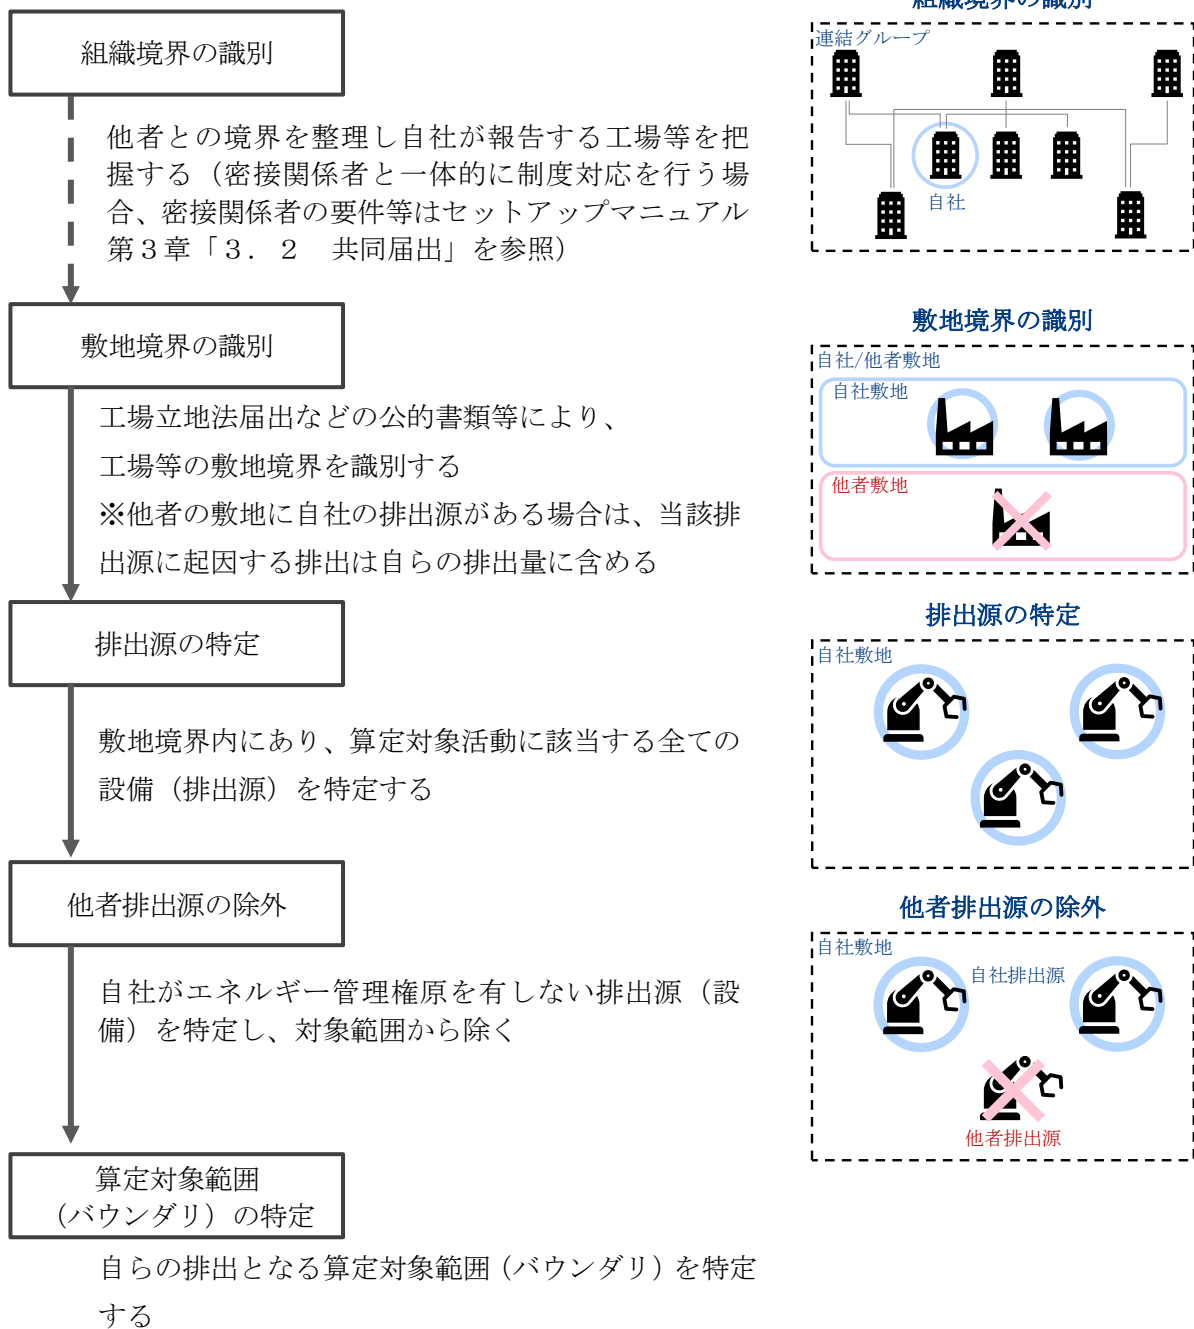 組織境界の識別
他者との境界を整理し自社が報告する工場等を把
握する（密接関係者と一体的に制度対応を行う場
合、密接関係者の要件等はセットアップマニュアル
第３章「３．２　共同届出」を参照）
敷地境界の識別
工場立地法届出などの公的書類等により、
工場等の敷地境界を識別する
※他者の敷地に自社の排出源がある場合は、当該排
出源に起因する排出は自らの排出量に含める
排出源の特定
敷地境界内にあり、算定対象活動に該当する全ての
設備（排出源）を特定する
他者排出源の除外
自社がエネルギー管理権原を有しない排出源（設
備）を特定し、対象範囲から除く
算定対象範囲
（バウンダリ）の特定
自らの排出となる算定対象範囲（バウンダリ）を特定
する
組織境界の識別
連結グループ
自社
敷地境界の識別
自社/他者敷地
自社敷地
他者敷地
排出源の特定
自社敷地
他者排出源の除外
自社敷地
自社排出源
他者排出源